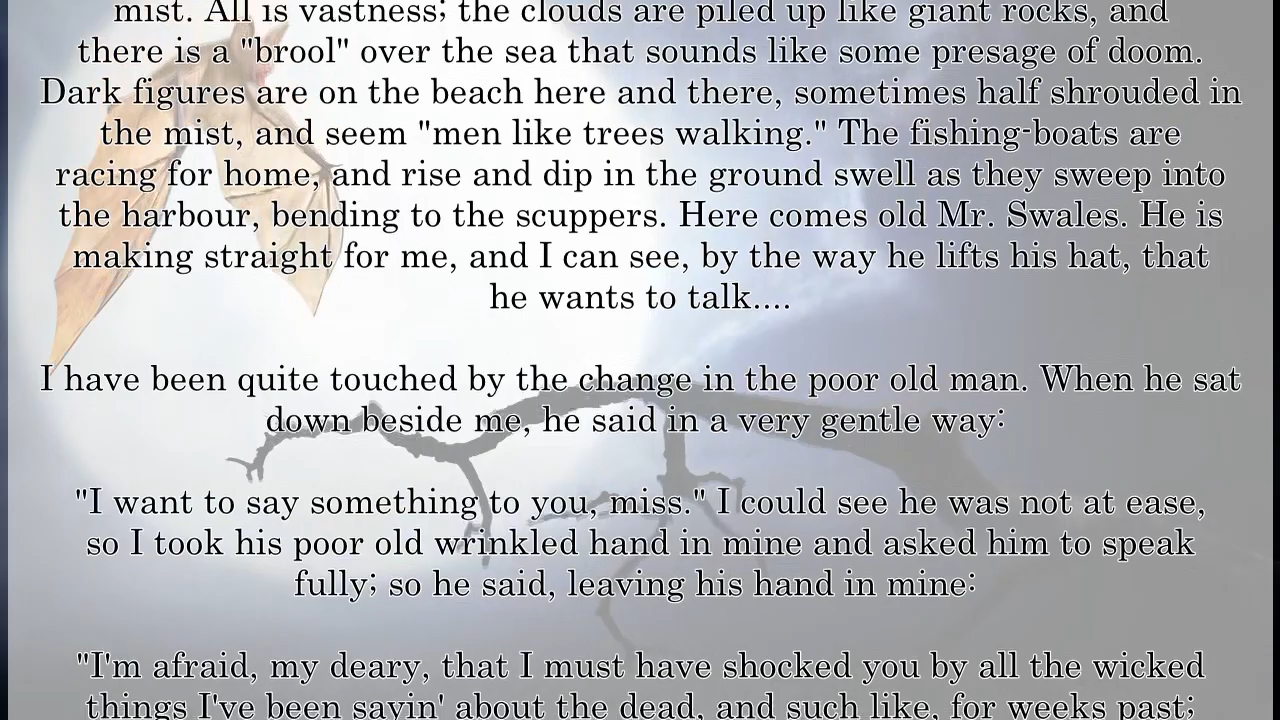 mist. All is vastness; the clouds are piled up like giant rocks, and
there is a "brool" over the sea that sounds like some presage of doom.
Dark figures are on the beach here and there, sometimes half shrouded in
the mist, and seem "men like trees walking." The fishing-boats are
racing for home, and rise and dip in the ground swell as they sweep into
the harbour, bending to the scuppers. Here comes old Mr. Swales. He is
making straight for me, and I can see, by the way he lifts his hat, that
he wants to talk....
I have been quite touched by the change in the poor old man. When he sat
down beside me, he said in a very gentle way:
"I want to say something to you, miss." I could see he was not at ease,
so I took his poor old wrinkled hand in mine and asked him to speak
fully; so he said, leaving his hand in mine:
"I'm afraid, my deary, that I must have shocked you by all the wicked
things I've been sayin' about the dead, and such like, for weeks past;